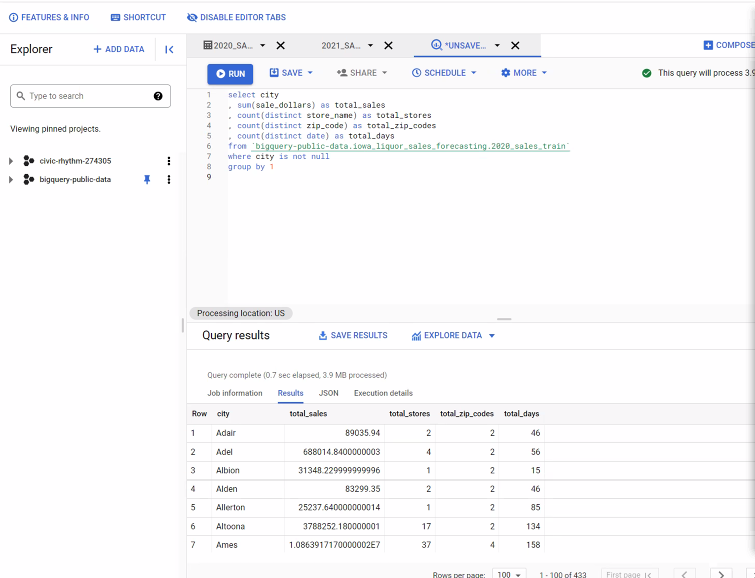 FEATURES & INFO SHORTCUT DISABLE EDITOR TABS
Explorer + ADD DATA
2020_SA... 2021_SA... *UNSAVE...
COMPOSE
RUN SAVE SHARE SCHEDULE MORE
This query will process 3.9
Type to search
Viewing pinned projects.
civic-rhythm-274305
bigquery-public-data
1 select city
2 , sum(sale_dollars) as total_sales
3 , count(distinct store_name) as total_stores
4 , count(distinct zip_code) as total_zip_codes
5 , count(distinct date) as total_days
6 from `bigquery-public-data.iowa_liquor_sales_forecasting.2020_sales_train`
7 where city is not null
8 group by 1
9
Processing location: US
Query results SAVE RESULTS EXPLORE DATA
Query complete (0.7 sec elapsed, 3.9 MB processed)
Job information Results JSON Execution details
Row city total_sales total_stores total_zip_codes total_days
1 Adair 89035.94 2 2 46
2 Adel 688014.8400000003 4 2 56
3 Albion 31348.229999999996 1 2 15
4 Alden 83299.35 2 2 46
5 Allerton 25237.640000000014 1 2 85
6 Altoona 3788252.180000001 17 2 134
7 Ames 1.0863917170000002E7 37 4 158
Rows per page: 100 1 - 100 of 433 First page